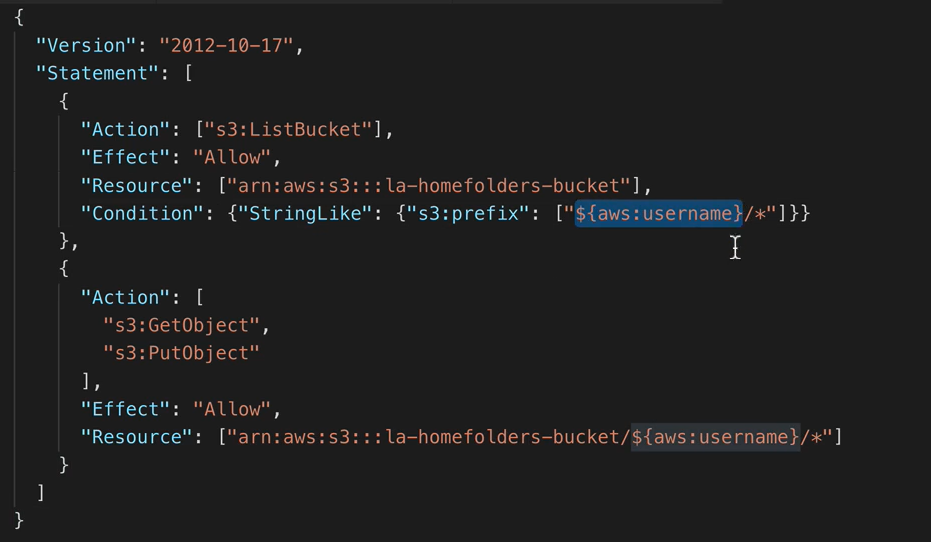 {
"Version": "2012-10-17",
"Statement": [
{
"Action": ["s3:ListBucket"],
"Effect": "Allow",
"Resource": ["arn:aws:s3:::la-homefolders-bucket"],
"Condition": {"StringLike": {"s3:prefix": ["${aws:username}/*"]}}
},
{
"Action": [
"s3:GetObject",
"s3:PutObject"
],
"Effect": "Allow",
"Resource": ["arn:aws:s3:::la-homefolders-bucket/${aws:username}/*"]
}
]
}